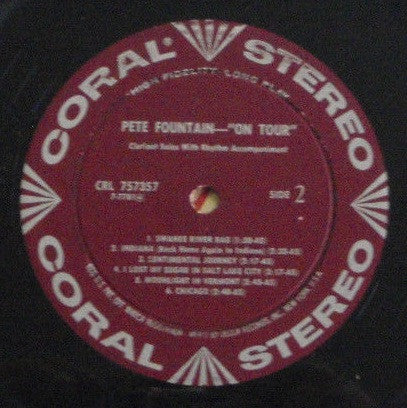 CORAL
STEREO
HIGH FIDELITY LONG PLAY
PETE FOUNTAIN—"ON TOUR"
Clarinet Solos With Rhythm Accompaniment
CRL 757357
SIDE 2
1. SWANEE RIVER RAG
2. INDIANA (Back Home Again in Indiana)
3. SENTIMENTAL JOURNEY
4. I LOST MY SUGAR IN SALT LAKE CITY
5. MOONLIGHT IN VERMONT
6. CHICAGO
CORAL
STEREO